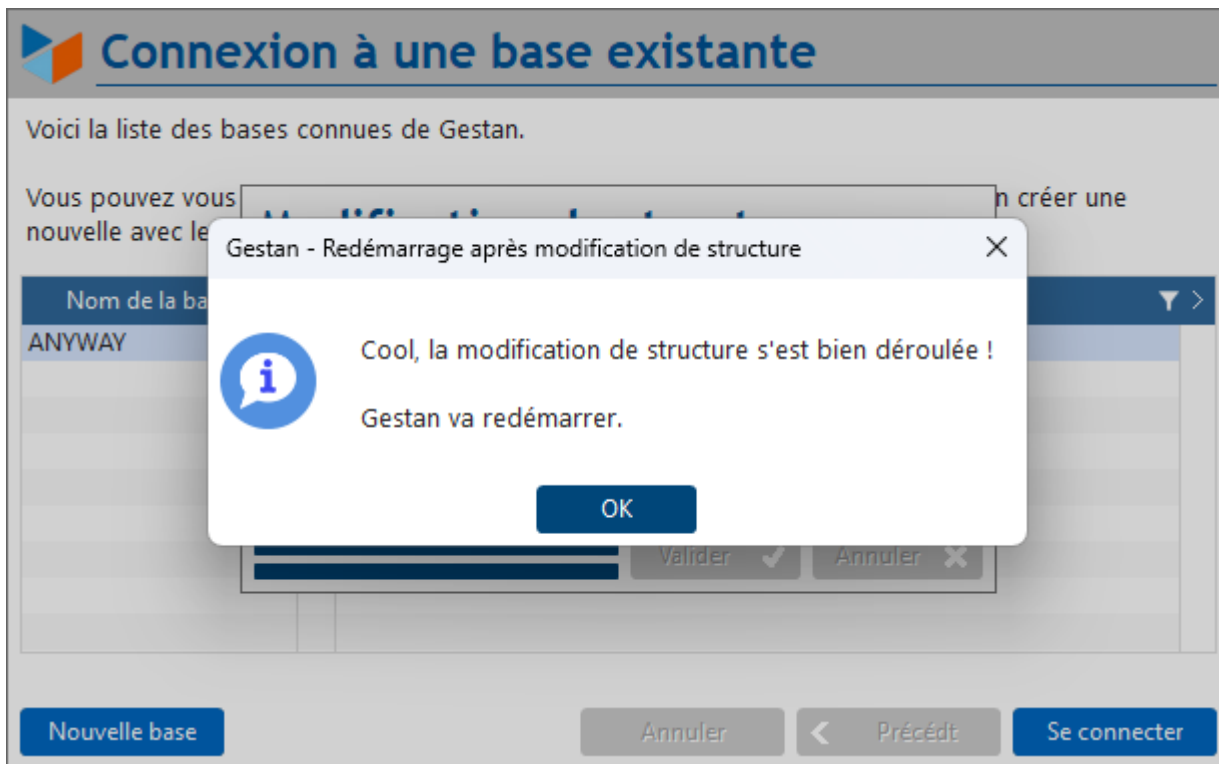 Connexion à une base existante
Voici la liste des bases connues de Gestan.
Vous pouvez vous
n créer une
nouvelle avec le
Gestan - Redémarrage après modification de structure
Nom de la ba
ANYWAY
Cool, la modification de structure s'est bien déroulée !
Gestan va redémarrer.
OK
Valider
Annuler
Nouvelle base
Annuler
Précédt
Se connecter